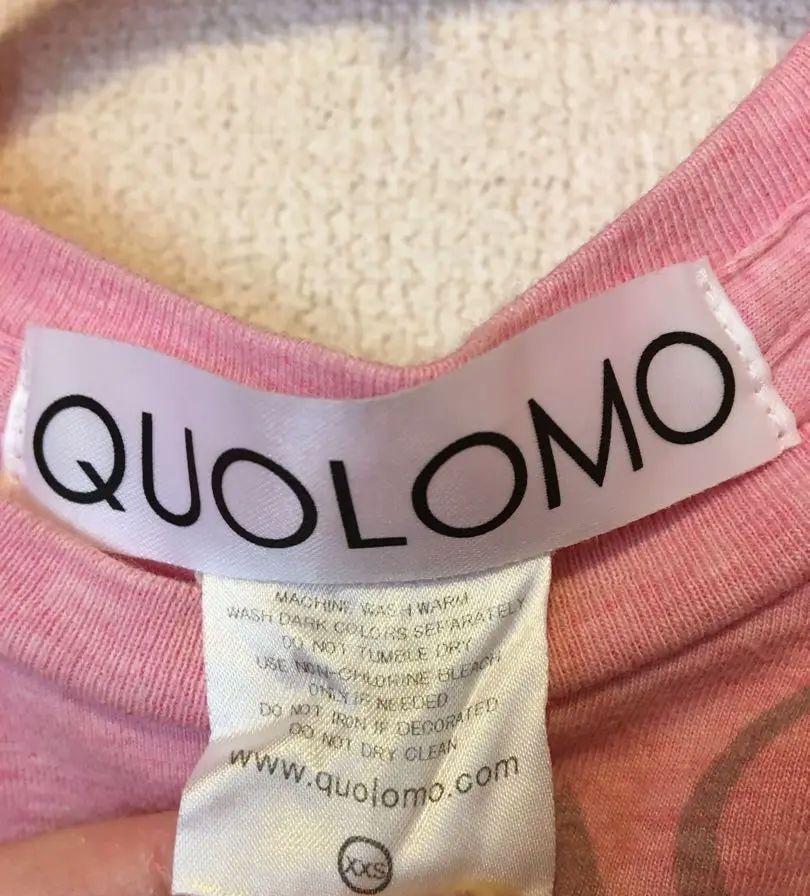 QUOLOMO
MACHINE WASH WARM
WASH DARK COLORS SEPARATELY
DO NOT TUMBLE DRY
USE NON-CHLORINE BLEACH
ONLY IF NEEDED
DO NOT IRON IF DECORATED
DO NOT DRY CLEAN
www.quolomo.com
XXS